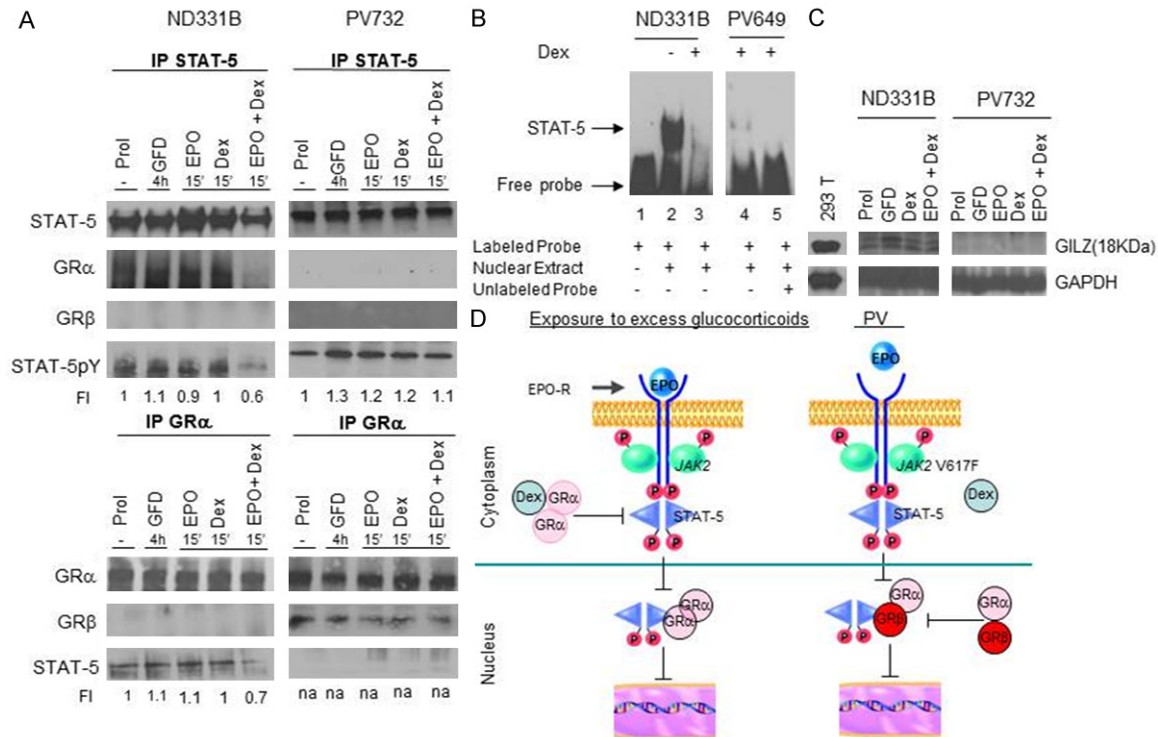 A
ND331B PV732
IP STAT-5 IP STAT-5
Prol GFD EPO Dex EPO + Dex Prol GFD EPO Dex EPO + Dex
- 4h 15' 15' 15' - 4h 15' 15' 15'
STAT-5
GRα
GRβ
STAT-5pY
FI 1 1.1 0.9 1 0.6 1 1.3 1.2 1.2 1.1
IP GRα IP GRα
Prol GFD EPO Dex EPO+Dex Prol GFD EPO Dex EPO + Dex
- 4h 15' 15' 15' - 4h 15' 15' 15'
GRα
GRβ
STAT-5
FI 1 1.1 1.1 1 0.7 na na na na na
B
ND331B PV649
Dex - + + +
STAT-5
Free probe
1 2 3 4 5
Labeled Probe + + + + +
Nuclear Extract - + + + +
Unlabeled Probe - - - - +
C
ND331B PV732
293 T Prol GFD Dex EPO + Dex Prol GFD EPO Dex EPO + Dex
GILZ(18KDa)
GAPDH
D
Exposure to excess glucocorticoids PV
EPO
EPO-R EPO
P P P P
JAK2 JAK2 V617F
Cytoplasm
Dex GRα P P P P Dex
GRα STAT-5 STAT-5
P P P P
Nucleus
GRα GRα GRα
GRα GRβ GRβ
P P P P